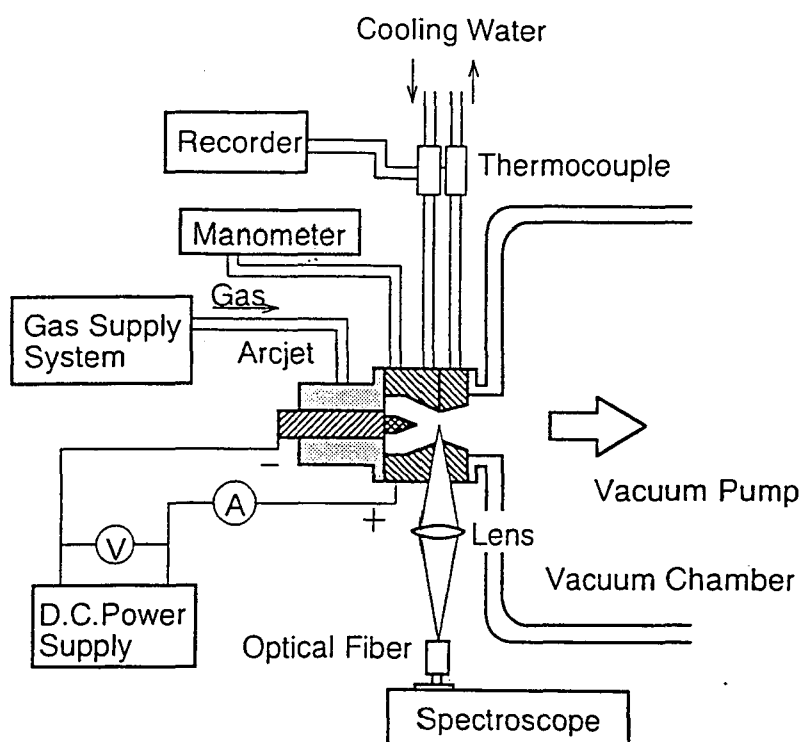 Cooling Water
Recorder
Thermocouple
Manometer
Gas
Gas Supply
System
Arcjet
−
A
+
V
Vacuum Pump
Lens
Vacuum Chamber
D.C.Power
Supply
Optical Fiber
Spectroscope